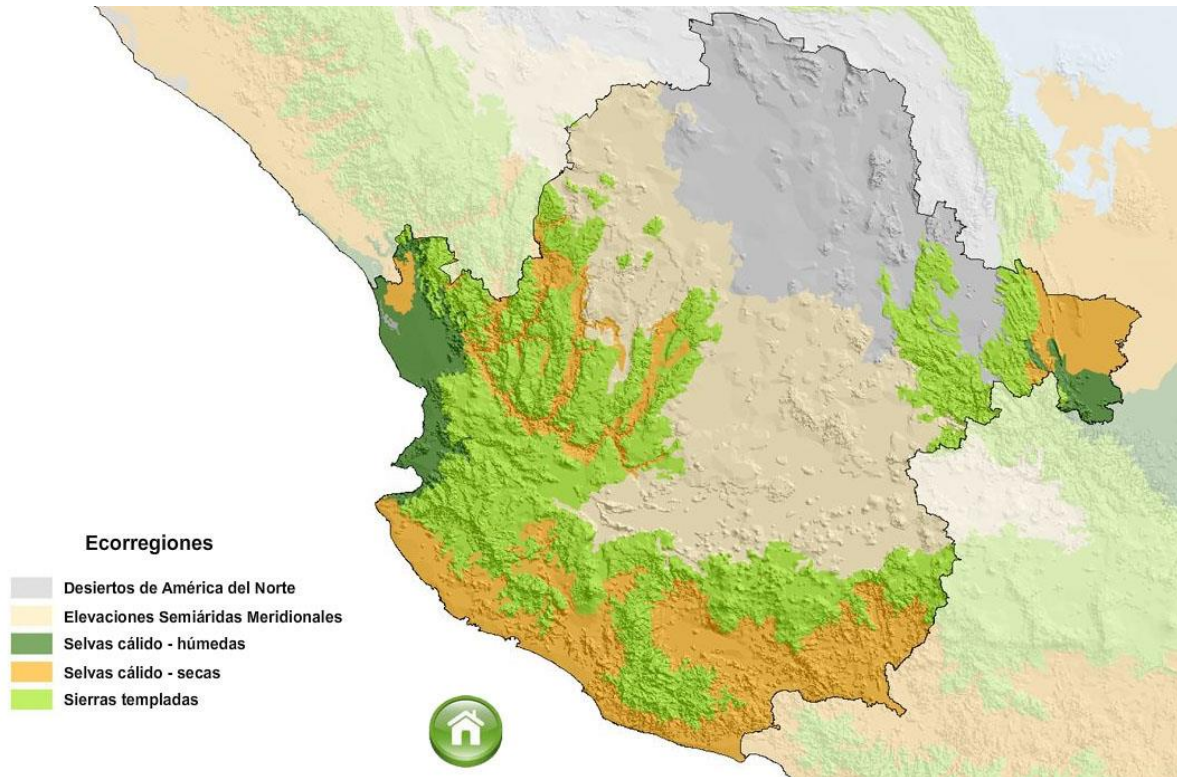 Ecorregiones
Desiertos de América del Norte
Elevaciones Semiáridas Meridionales
Selvas cálido - húmedas
Selvas cálido - secas
Sierras templadas